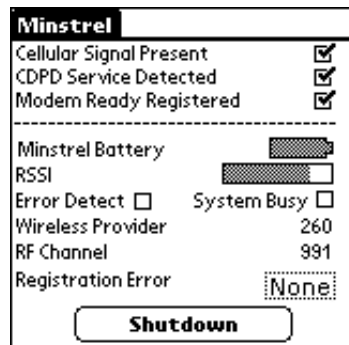 Minstrel
Cellular Signal Present
CDPD Service Detected
Modem Ready Registered
Minstrel Battery
RSSI
Error Detect System Busy
Wireless Provider 260
RF Channel 991
Registration Error None
Shutdown